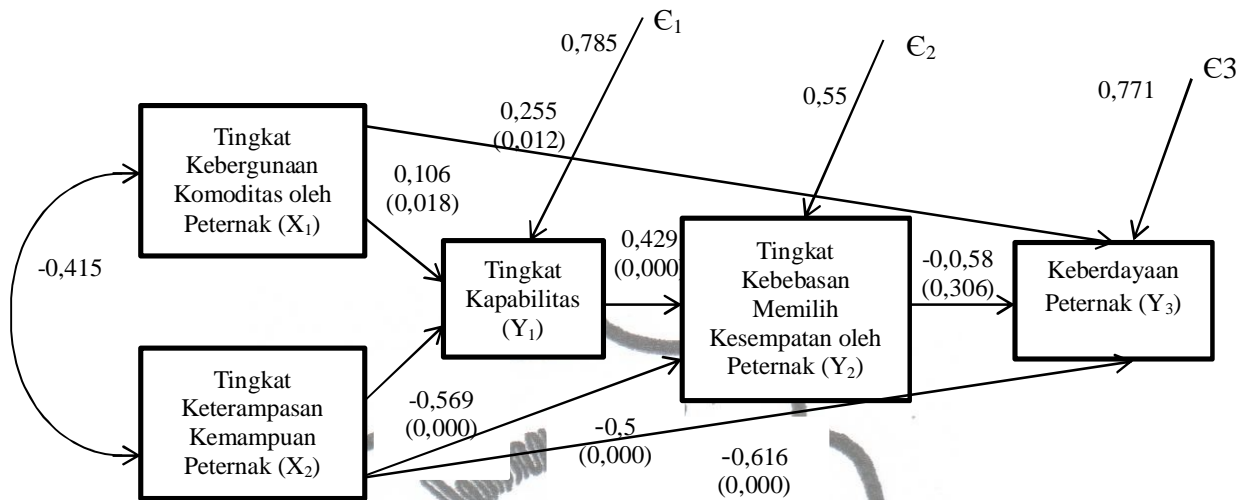 0,785
Є1
Є2
Є3
0,55
0,771
0,255
(0,012)
Tingkat
Kebergunaan
Komoditas oleh
Peternak (X1)
0,106
(0,018)
-0,415
Tingkat
Kapabilitas
(Y1)
0,429
(0,000
Tingkat
Kebebasan
Memilih
Kesempatan oleh
Peternak (Y2)
-0,0,58
(0,306)
Keberdayaan
Peternak (Y3)
Tingkat
Keterampasan
Kemampuan
Peternak (X2)
-0,569
(0,000)
-0,5
(0,000)
-0,616
(0,000)